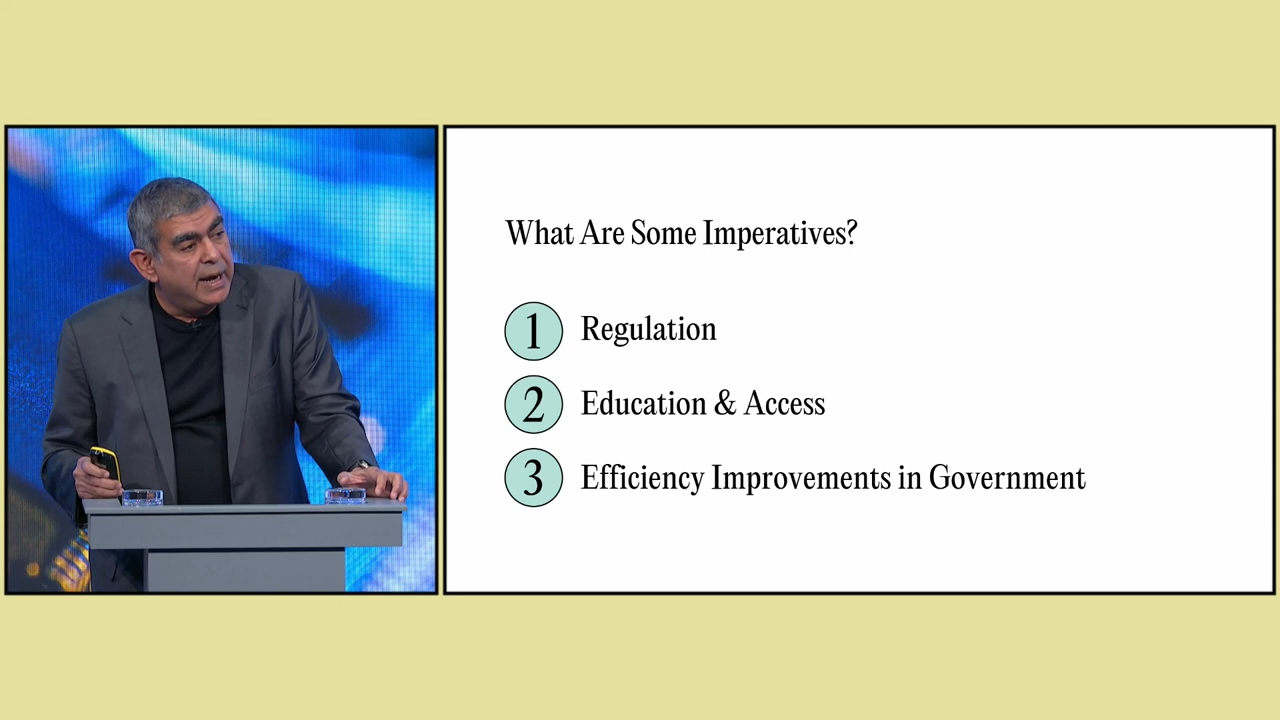 What Are Some Imperatives?
1 Regulation
2 Education & Access
3 Efficiency Improvements in Government